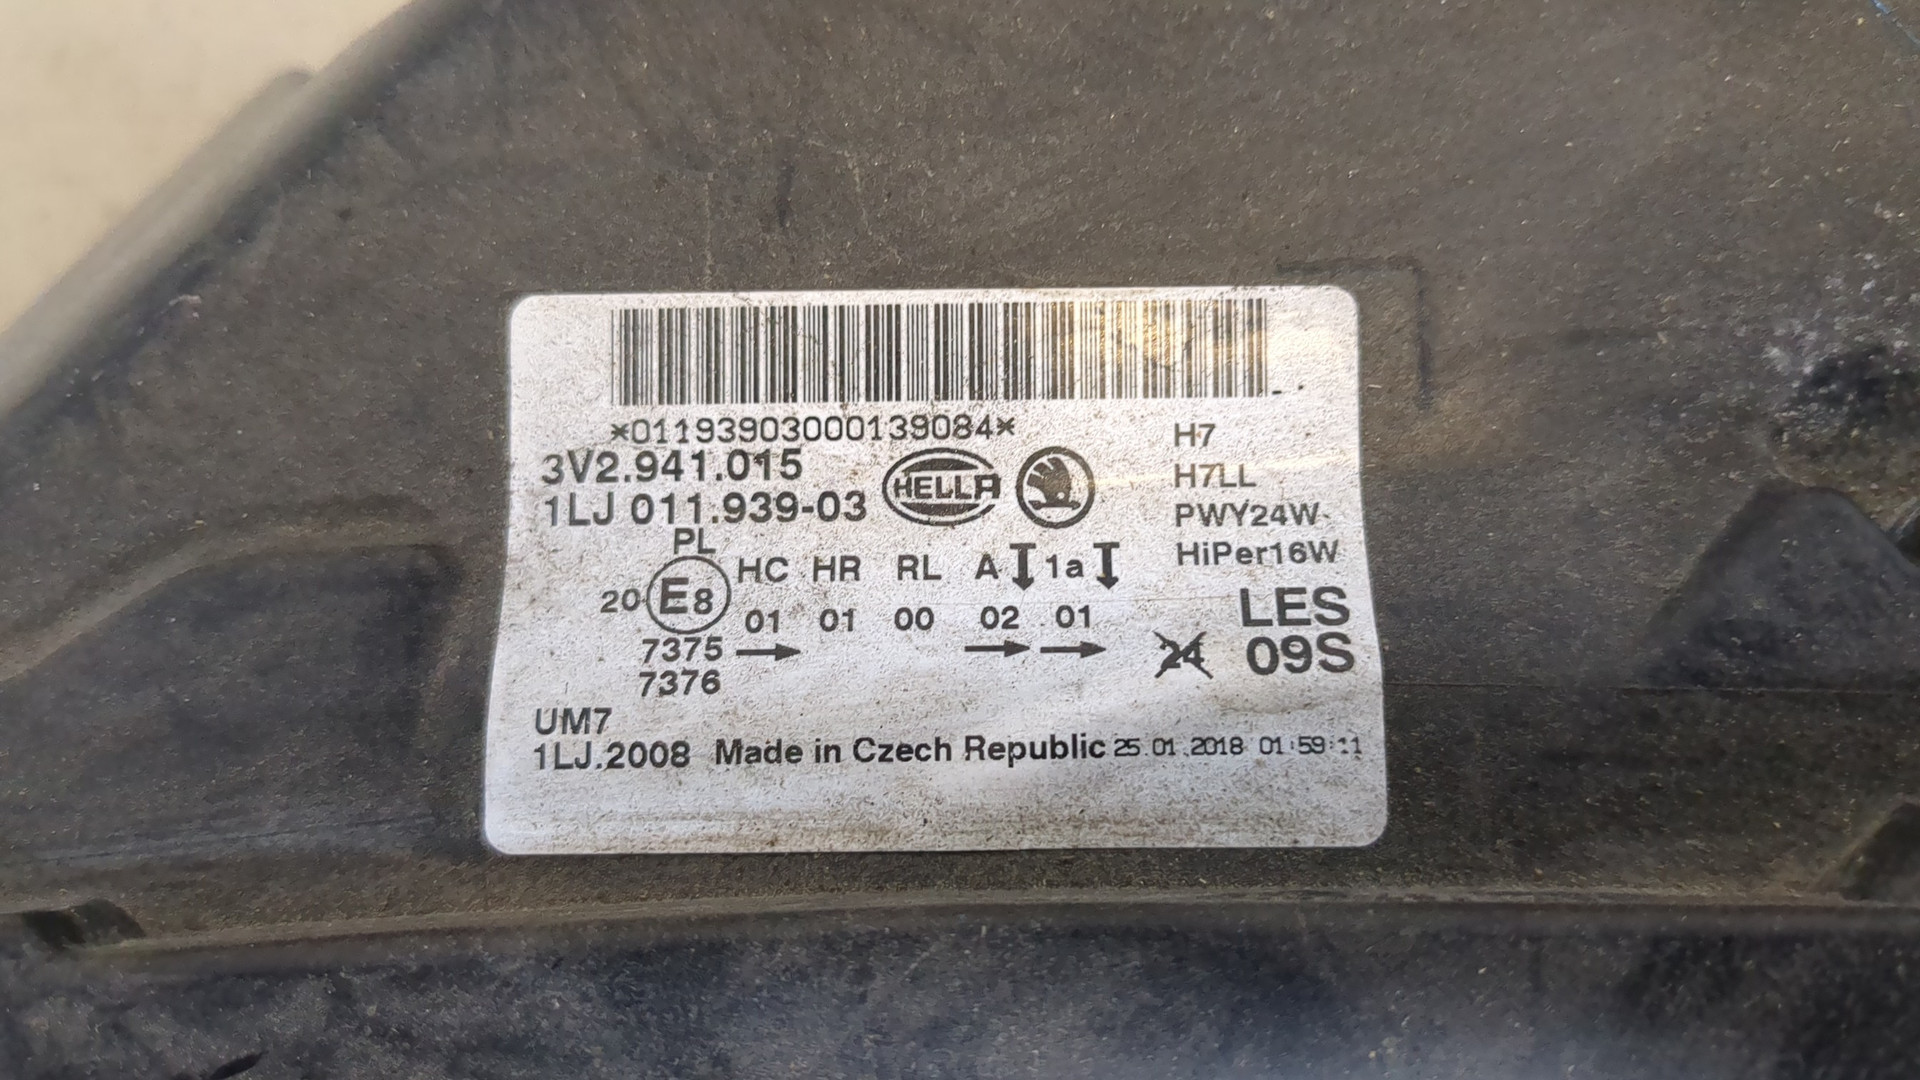 *01193903000139084*
3V2.941.015
1LJ 011.939-03
HELLA
H7
H7LL
PWY24W
HiPer16W
PL
HC HR RL A 1a
20 E8
01 01 00 02 01
7375 → → →
7376
24
LES
09S
UM7
1LJ.2008 Made in Czech Republic 25.01.2018 01:59:11